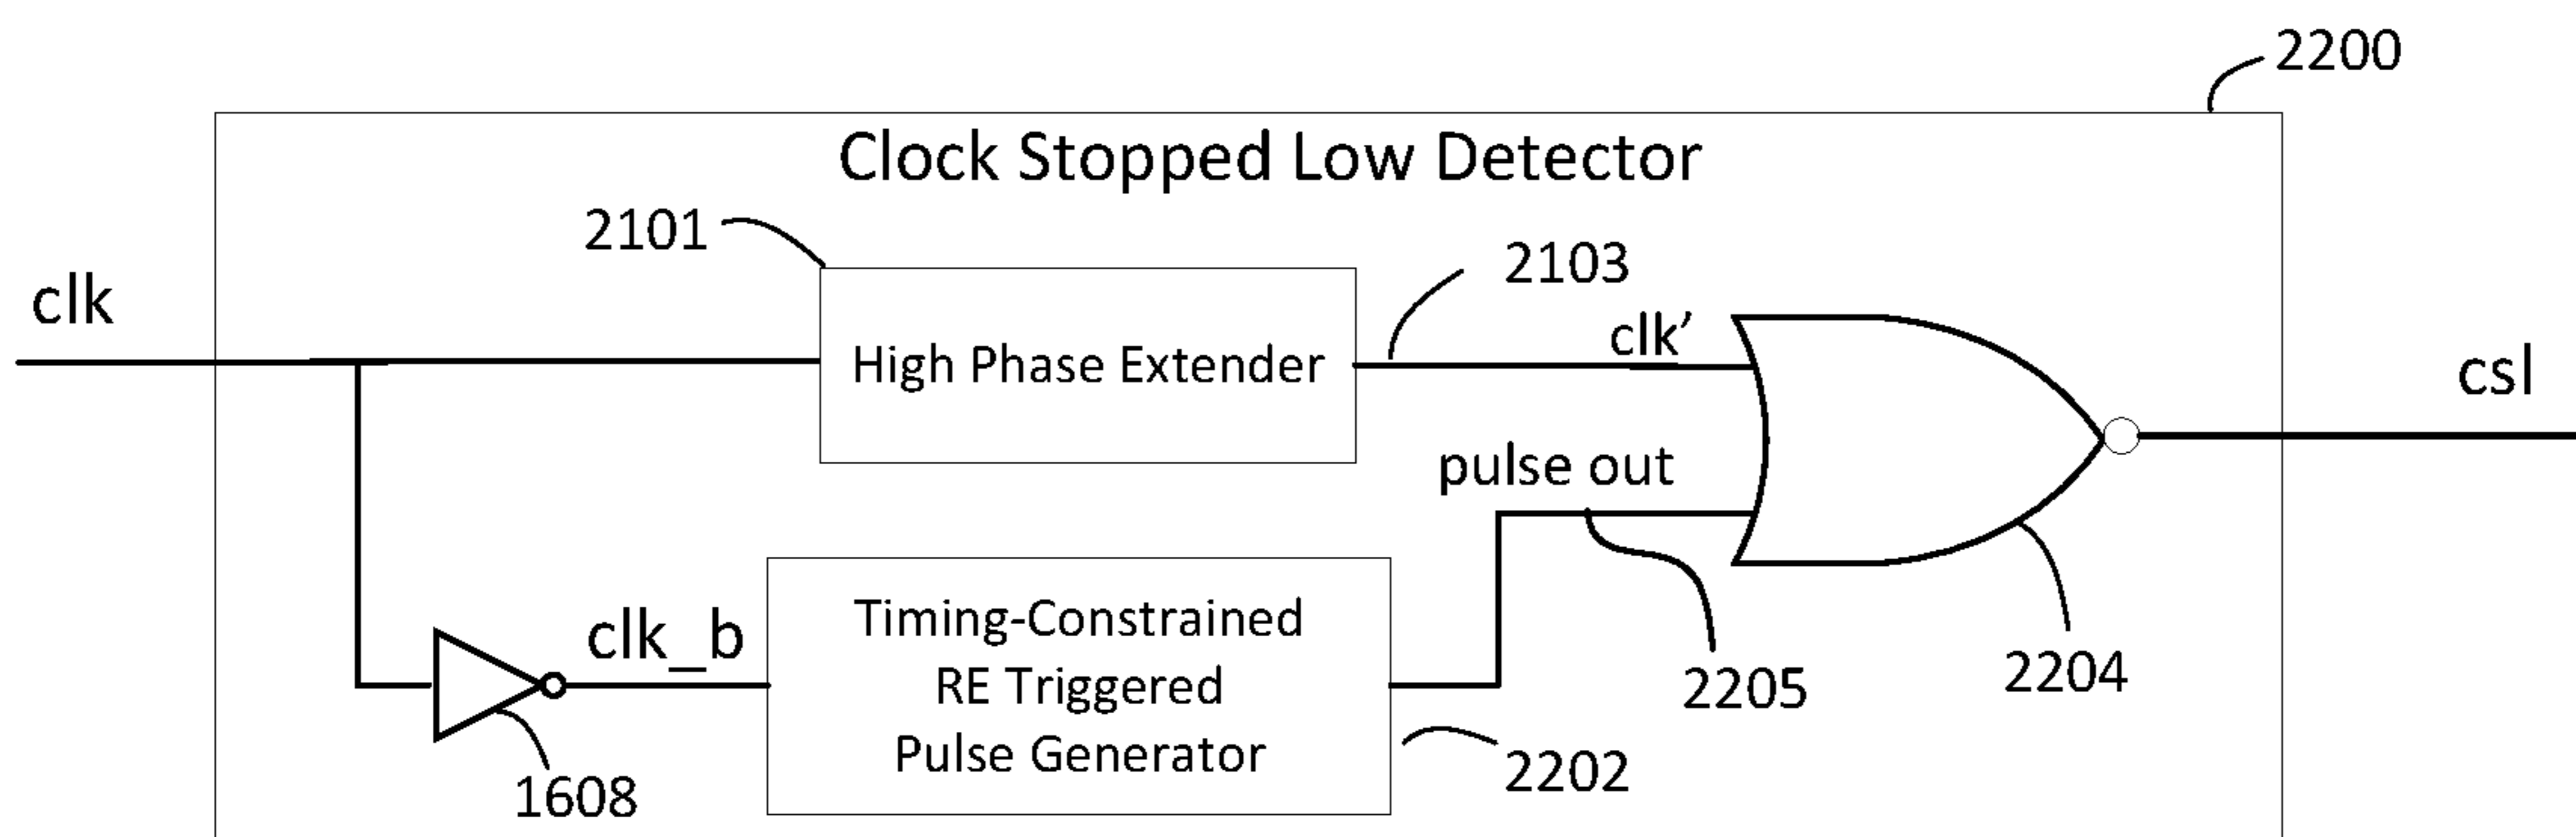 2200
Clock Stopped Low Detector
2101
2103
clk
High Phase Extender
clk’
csl
pulse out
clk_b
Timing-Constrained
RE Triggered
Pulse Generator
2205
2204
1608
2202